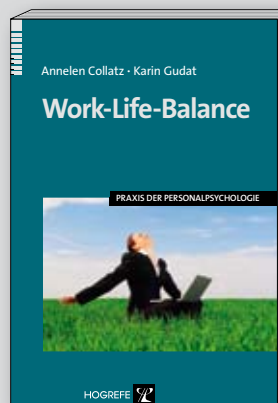 Annelen Collatz · Karin Gudat
Work-Life-Balance
PRAXIS DER PERSONALPSYCHOLOGIE
HOGREFE